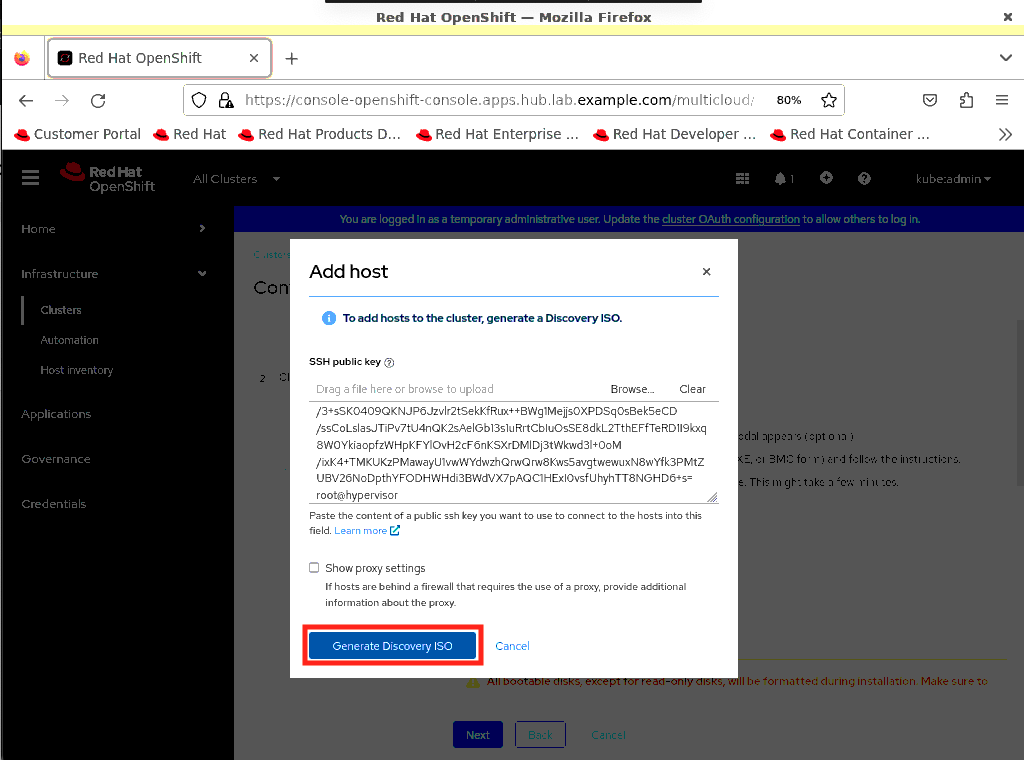 Red Hat OpenShift — Mozilla Firefox
Red Hat OpenShift
https://console-openshift-console.apps.hub.lab.example.com/multicloud/
80%
Customer Portal
Red Hat
Red Hat Products D...
Red Hat Enterprise ...
Red Hat Developer ...
Red Hat Container ...
Red Hat
OpenShift
All Clusters
1
kube:admin
You are logged in as a temporary administrative user. Update the cluster OAuth configuration to allow others to log in.
Home
Infrastructure
Clusters
Automation
Host inventory
Applications
Governance
Credentials
Clusters
Con
2
Add host
To add hosts to the cluster, generate a Discovery ISO.
SSH public key
Drag a file here or browse to upload
Browse...
Clear
root@hypervisor
Paste the content of a public ssh key you want to use to connect to the hosts into this
field. Learn more
Show proxy settings
If hosts are behind a firewall that requires the use of a proxy, provide additional
information about the proxy.
Generate Discovery ISO
Cancel
dal appears (optional)
XE, or BMC form) and follow the instructions.
e. This might take a few minutes.
All bootable disks, except for read-only disks, will be formatted during installation. Make sure to
Next
Back
Cancel